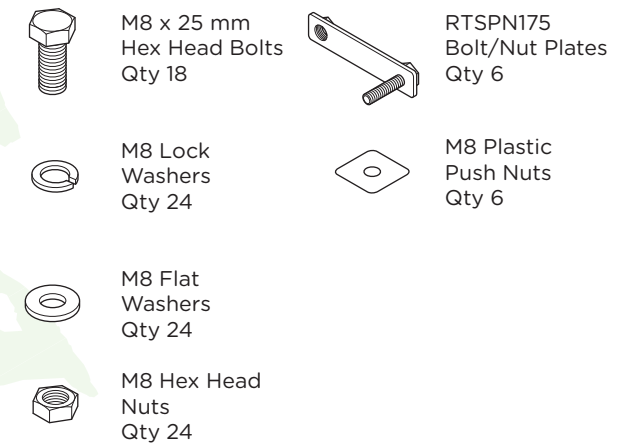 M8 x 25 mm
Hex Head Bolts
Qty 18
RTSPN175
Bolt/Nut Plates
Qty 6
M8 Lock
Washers
Qty 24
M8 Plastic
Push Nuts
Qty 6
M8 Flat
Washers
Qty 24
M8 Hex Head
Nuts
Qty 24